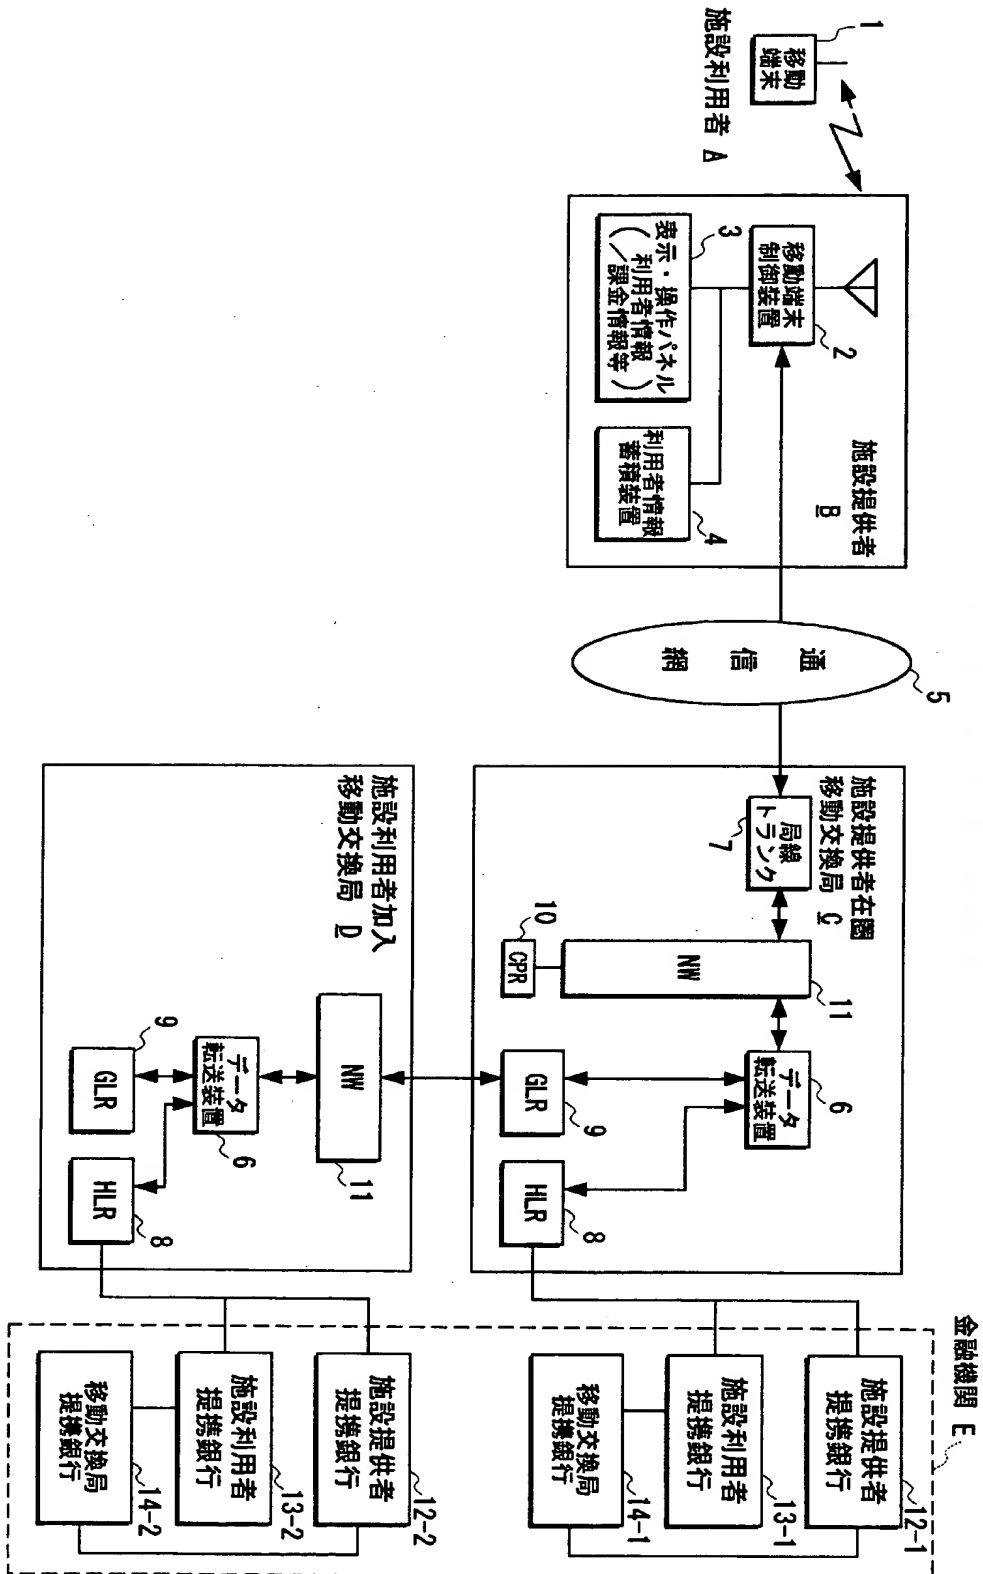 1
移動
端末
施設利用者 A
施設提供者
B
移動端末
制御装置
2
3
表示・操作パネル
(利用者情報
/課金情報等)
利用者情報
蓄積装置
4
通信網
5
施設提供者在圏
移動交換局 C
局線
トランク
7
NW
11
10
CPR
データ
転送装置
6
GLR
9
HLR
8
施設利用者加入
移動交換局 D
NW
11
データ
転送装置
6
9
GLR
HLR
8
金融機関 E
施設提供者
提携銀行
12-1
施設利用者
提携銀行
13-1
移動交換局
提携銀行
14-1
施設提供者
提携銀行
12-2
施設利用者
提携銀行
13-2
移動交換局
提携銀行
14-2